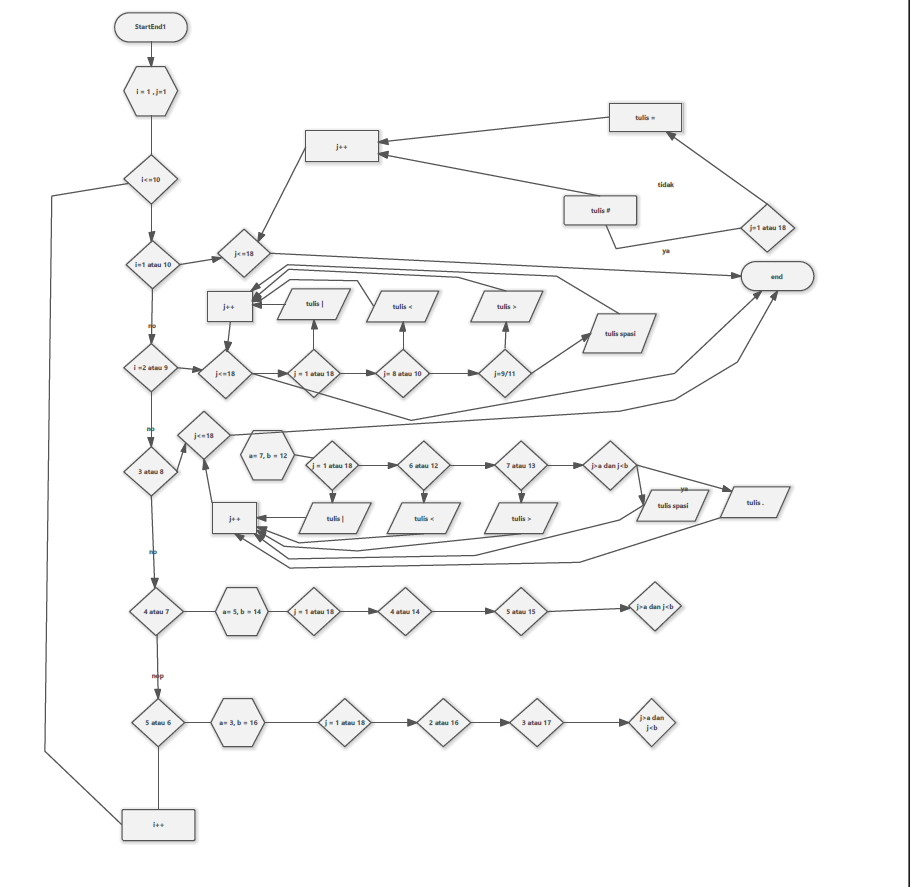 StartEnd1
i = 1 , j=1
tulis =
j++
i<=10
tidak
tulis #
j=1 atau 18
ya
j<=18
i=1 atau 10
end
j++
tulis |
tulis <
tulis >
no
tulis spasi
i =2 atau 9
j<=18
j = 1 atau 18
j= 8 atau 10
j=9/11
no
j<=18
a= 7, b = 12
j = 1 atau 18
6 atau 12
7 atau 13
j>a dan j<b
3 atau 8
ya
j++
tulis |
tulis <
tulis >
tulis spasi
tulis .
no
4 atau 7
a= 5, b = 14
j = 1 atau 18
4 atau 14
5 atau 15
j>a dan j<b
nop
5 atau 6
a= 3, b = 16
j = 1 atau 18
2 atau 16
3 atau 17
j>a dan
j<b
i++